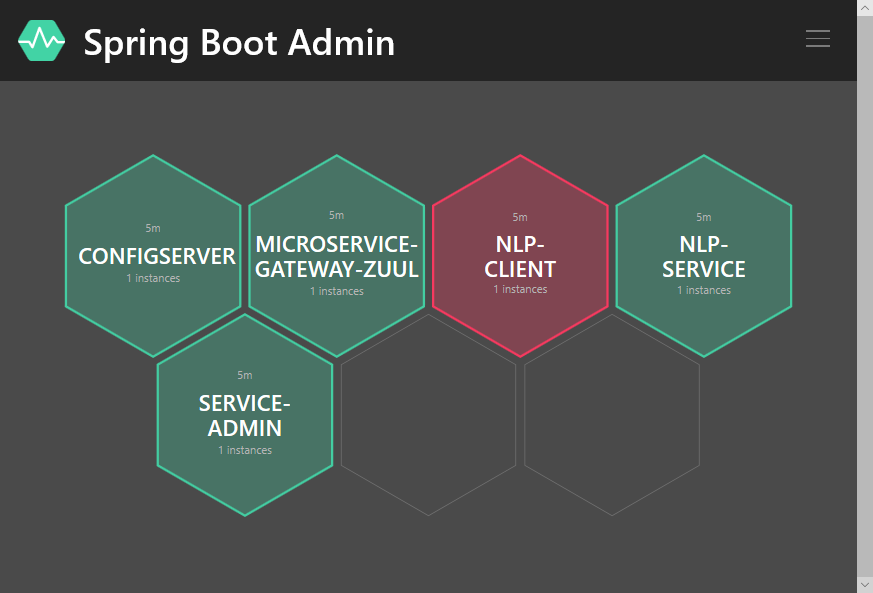 Spring Boot Admin
5m
CONFIGSERVER
1 instances
5m
MICROSERVICE-
GATEWAY-ZUUL
1 instances
5m
NLP-
CLIENT
1 instances
5m
NLP-
SERVICE
1 instances
5m
SERVICE-
ADMIN
1 instances